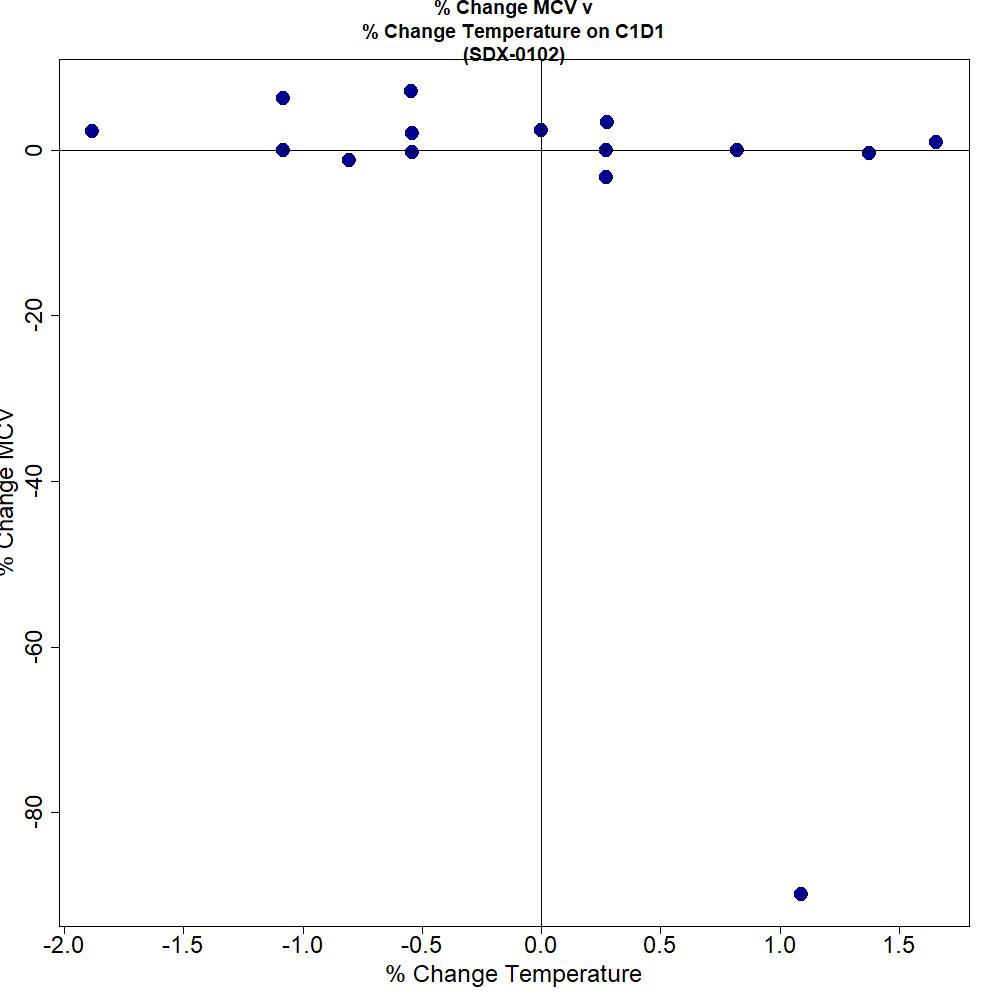 % Change MCV v
% Change Temperature on C1D1
(SDX-0102)
% Change MCV
0
-20
-40
-60
-80
-2.0 -1.5 -1.0 -0.5 0.0 0.5 1.0 1.5
% Change Temperature